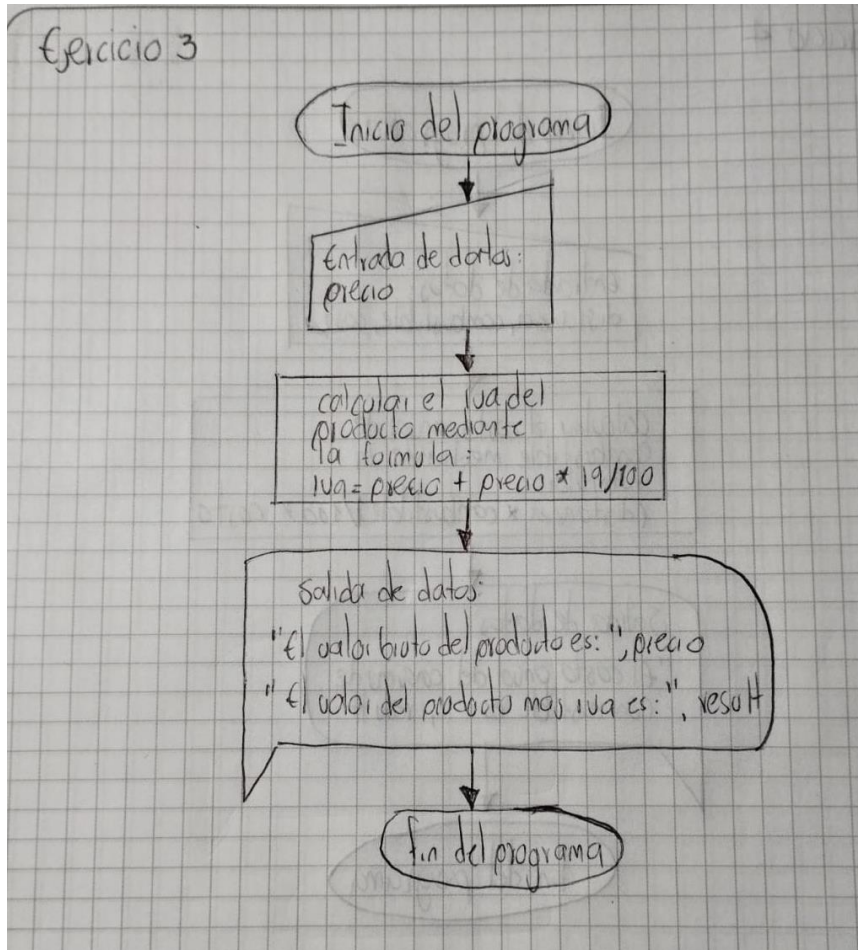 Ejercicio 3
Inicio del programa
Entrada de datos:
precio
calcular el iva del
producto mediante
la formula:
iva = precio + precio * 19/100
Salida de datos:
"El valor bruto del producto es: ", precio
"El valor del producto mas iva es: ", result
fin del programa